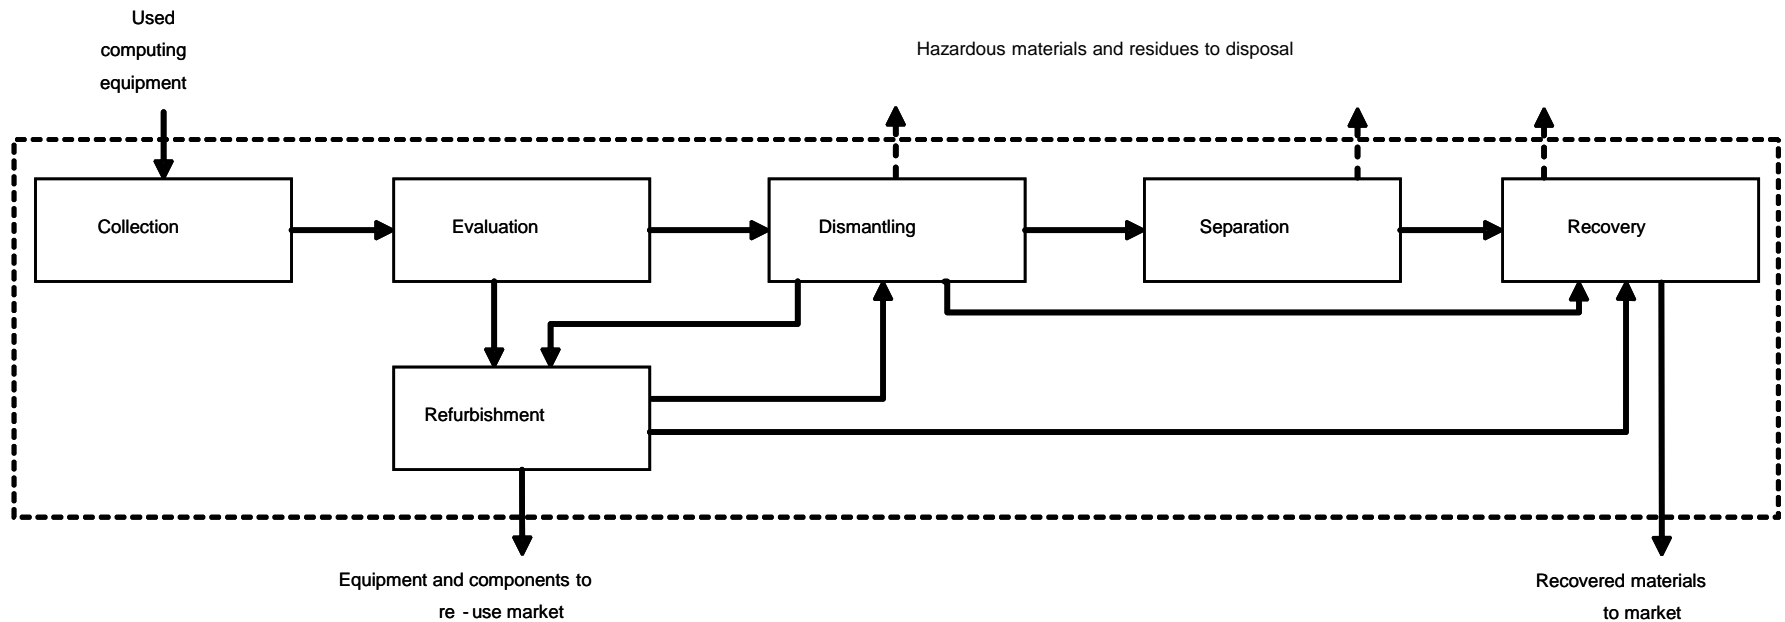 Used
computing
equipment
Hazardous materials and residues to disposal
Collection
Evaluation
Dismantling
Separation
Recovery
Refurbishment
Equipment and components to
re - use market
Recovered materials
to market